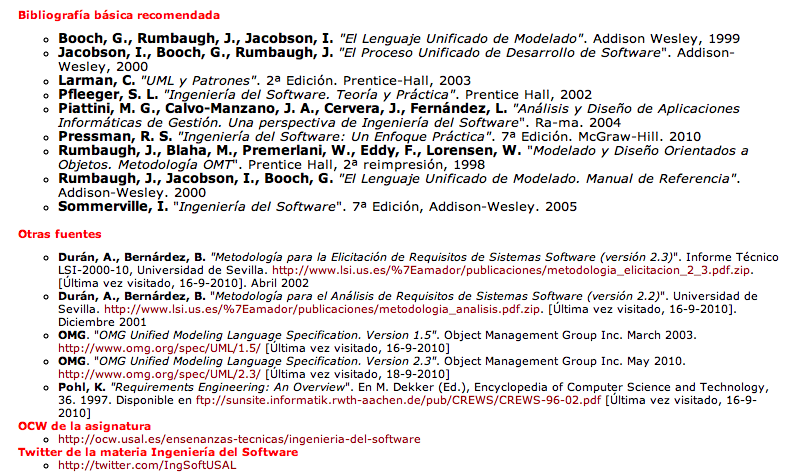 Bibliografía básica recomendada
Booch, G., Rumbaugh, J., Jacobson, I. "El Lenguaje Unificado de Modelado". Addison Wesley, 1999
Jacobson, I., Booch, G., Rumbaugh, J. "El Proceso Unificado de Desarrollo de Software". Addison-
Wesley, 2000
Larman, C. "UML y Patrones". 2ª Edición. Prentice-Hall, 2003
Pfleeger, S. L. "Ingeniería del Software. Teoría y Práctica". Prentice Hall, 2002
Piattini, M. G., Calvo-Manzano, J. A., Cervera, J., Fernández, L. "Análisis y Diseño de Aplicaciones
Informáticas de Gestión. Una perspectiva de Ingeniería del Software". Ra-ma. 2004
Pressman, R. S. "Ingeniería del Software: Un Enfoque Práctica". 7ª Edición. McGraw-Hill. 2010
Rumbaugh, J., Blaha, M., Premerlani, W., Eddy, F., Lorensen, W. "Modelado y Diseño Orientados a
Objetos. Metodología OMT". Prentice Hall, 2ª reimpresión, 1998
Rumbaugh, J., Jacobson, I., Booch, G. "El Lenguaje Unificado de Modelado. Manual de Referencia".
Addison-Wesley. 2000
Sommerville, I. "Ingeniería del Software". 7ª Edición, Addison-Wesley. 2005
Otras fuentes
Durán, A., Bernárdez, B. "Metodología para la Elicitación de Requisitos de Sistemas Software (versión 2.3)". Informe Técnico
LSI-2000-10, Universidad de Sevilla. http://www.lsi.us.es/%7Eamador/publicaciones/metodologia_elicitacion_2_3.pdf.zip.
[Última vez visitado, 16-9-2010]. Abril 2002
Durán, A., Bernárdez, B. "Metodología para el Análisis de Requisitos de Sistemas Software (versión 2.2)". Universidad de
Sevilla. http://www.lsi.us.es/%7Eamador/publicaciones/metodologia_analisis.pdf.zip. [Última vez visitado, 16-9-2010].
Diciembre 2001
OMG. "OMG Unified Modeling Language Specification. Version 1.5". Object Management Group Inc. March 2003.
http://www.omg.org/spec/UML/1.5/ [Última vez visitado, 16-9-2010]
OMG. "OMG Unified Modeling Language Specification. Version 2.3". Object Management Group Inc. May 2010.
http://www.omg.org/spec/UML/2.3/ [Última vez visitado, 18-9-2010]
Pohl, K. "Requirements Engineering: An Overview". En M. Dekker (Ed.), Encyclopedia of Computer Science and Technology,
36. 1997. Disponible en ftp://sunsite.informatik.rwth-aachen.de/pub/CREWS/CREWS-96-02.pdf [Última vez visitado, 16-9-
2010]
OCW de la asignatura
http://ocw.usal.es/ensenanzas-tecnicas/ingenieria-del-software
Twitter de la materia Ingeniería del Software
http://twitter.com/IngSoftUSAL